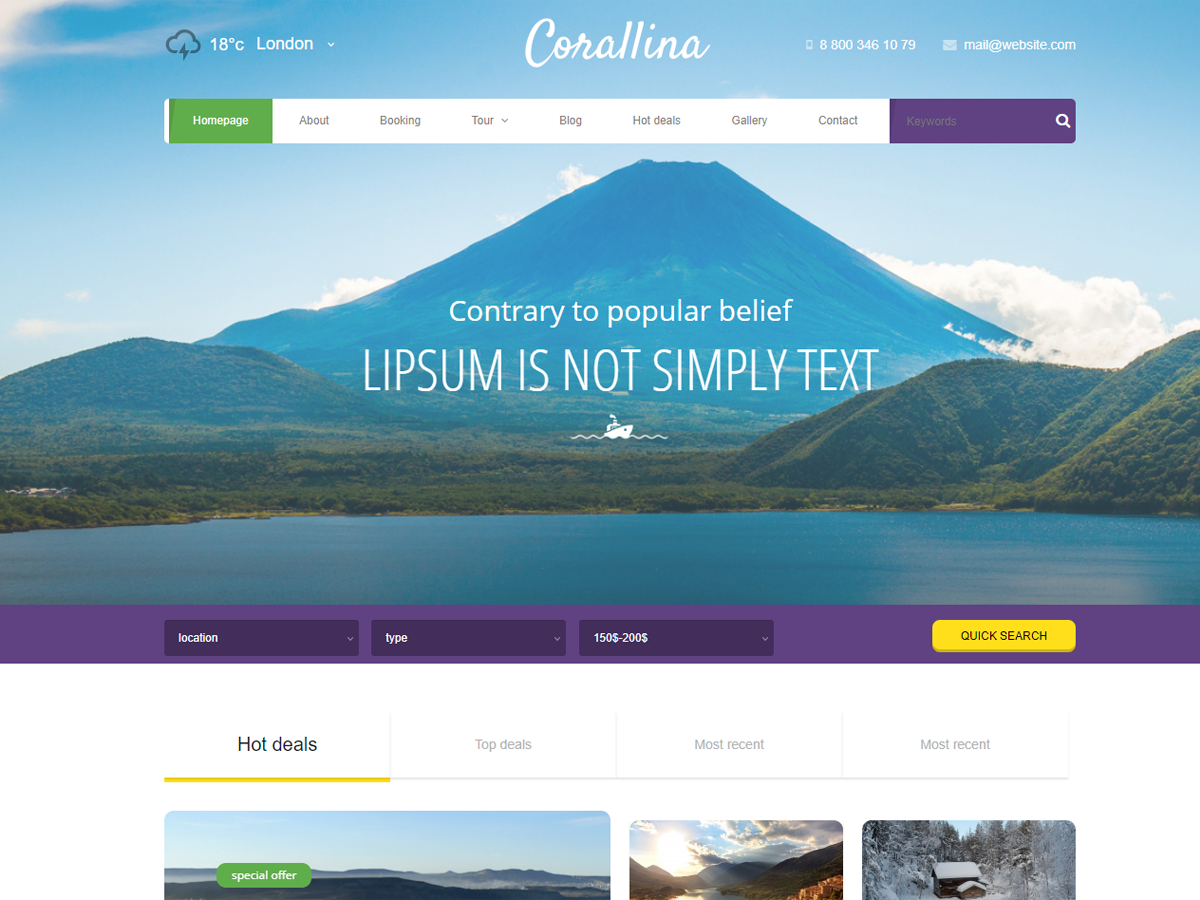 18°c London
Corallina
8 800 346 10 79
mail@website.com
Homepage
About
Booking
Tour
Blog
Hot deals
Gallery
Contact
Keywords
Contrary to popular belief
LIPSUM IS NOT SIMPLY TEXT
location
type
150$-200$
QUICK SEARCH
Hot deals
Top deals
Most recent
Most recent
special offer